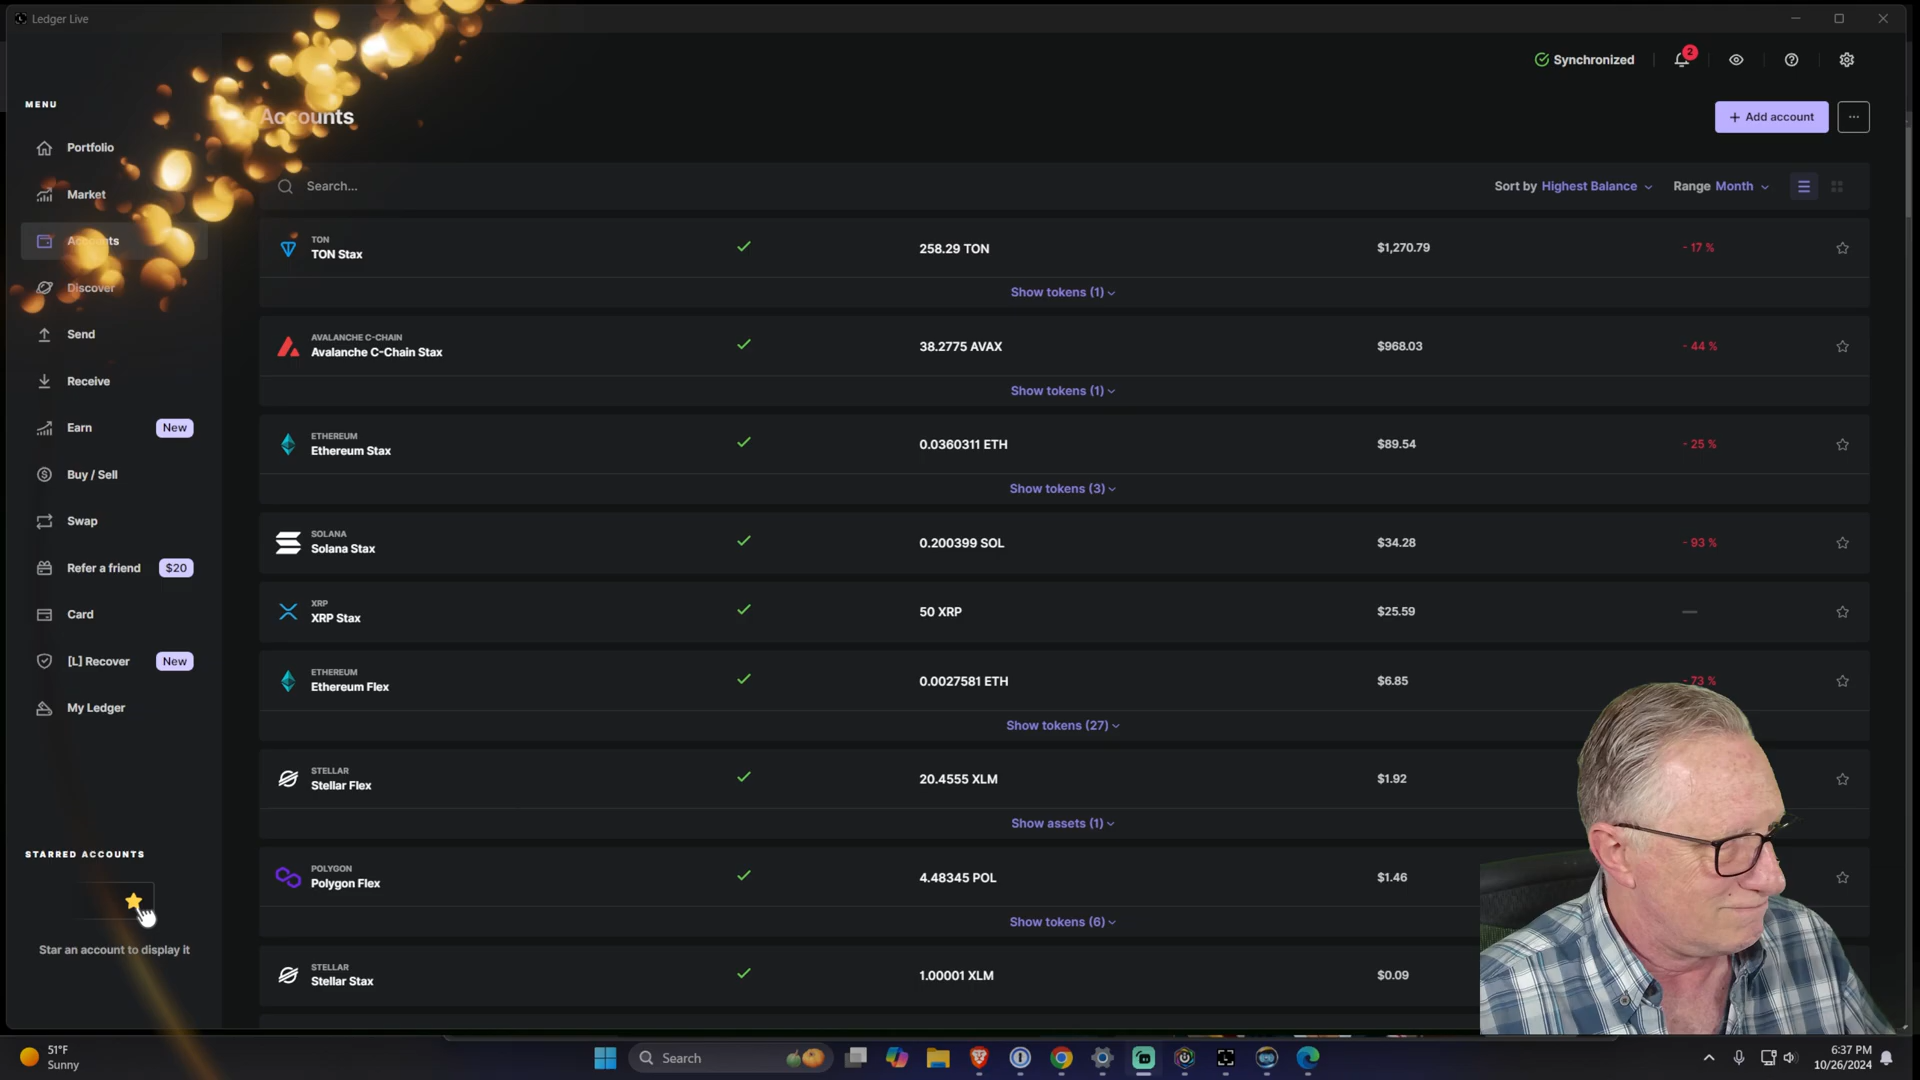 Ledger Live
Synchronized
2
MENU
Accounts
+ Add account
...
Portfolio
Market
Accounts
Discover
Send
Receive
Earn New
Buy / Sell
Swap
Refer a friend $20
Card
[L] Recover New
My Ledger
STARRED ACCOUNTS
Star an account to display it
Search...
Sort by Highest Balance
Range Month
TON
TON Stax
258.29 TON
$1,270.79
- 17 %
Show tokens (1)
AVALANCHE C-CHAIN
Avalanche C-Chain Stax
38.2775 AVAX
$968.03
- 44 %
Show tokens (1)
ETHEREUM
Ethereum Stax
0.0360311 ETH
$89.54
- 25 %
Show tokens (3)
SOLANA
Solana Stax
0.200399 SOL
$34.28
- 93 %
XRP
XRP Stax
50 XRP
$25.59
—
ETHEREUM
Ethereum Flex
0.0027581 ETH
$6.85
- 73 %
Show tokens (27)
STELLAR
Stellar Flex
20.4555 XLM
$1.92
Show assets (1)
POLYGON
Polygon Flex
4.48345 POL
$1.46
Show tokens (6)
STELLAR
Stellar Stax
1.00001 XLM
$0.09
51°F
Sunny
Search
6:37 PM
10/26/2024